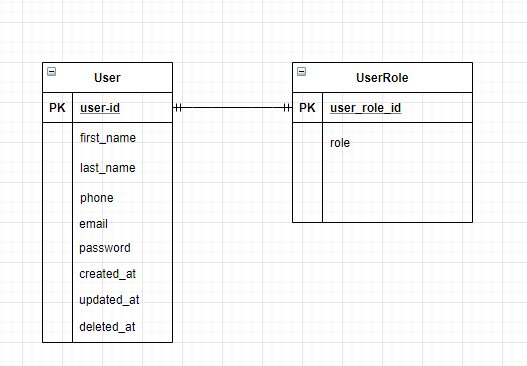 User
PK user-id
first_name
last_name
phone
email
password
created_at
updated_at
deleted_at
UserRole
PK user_role_id
role